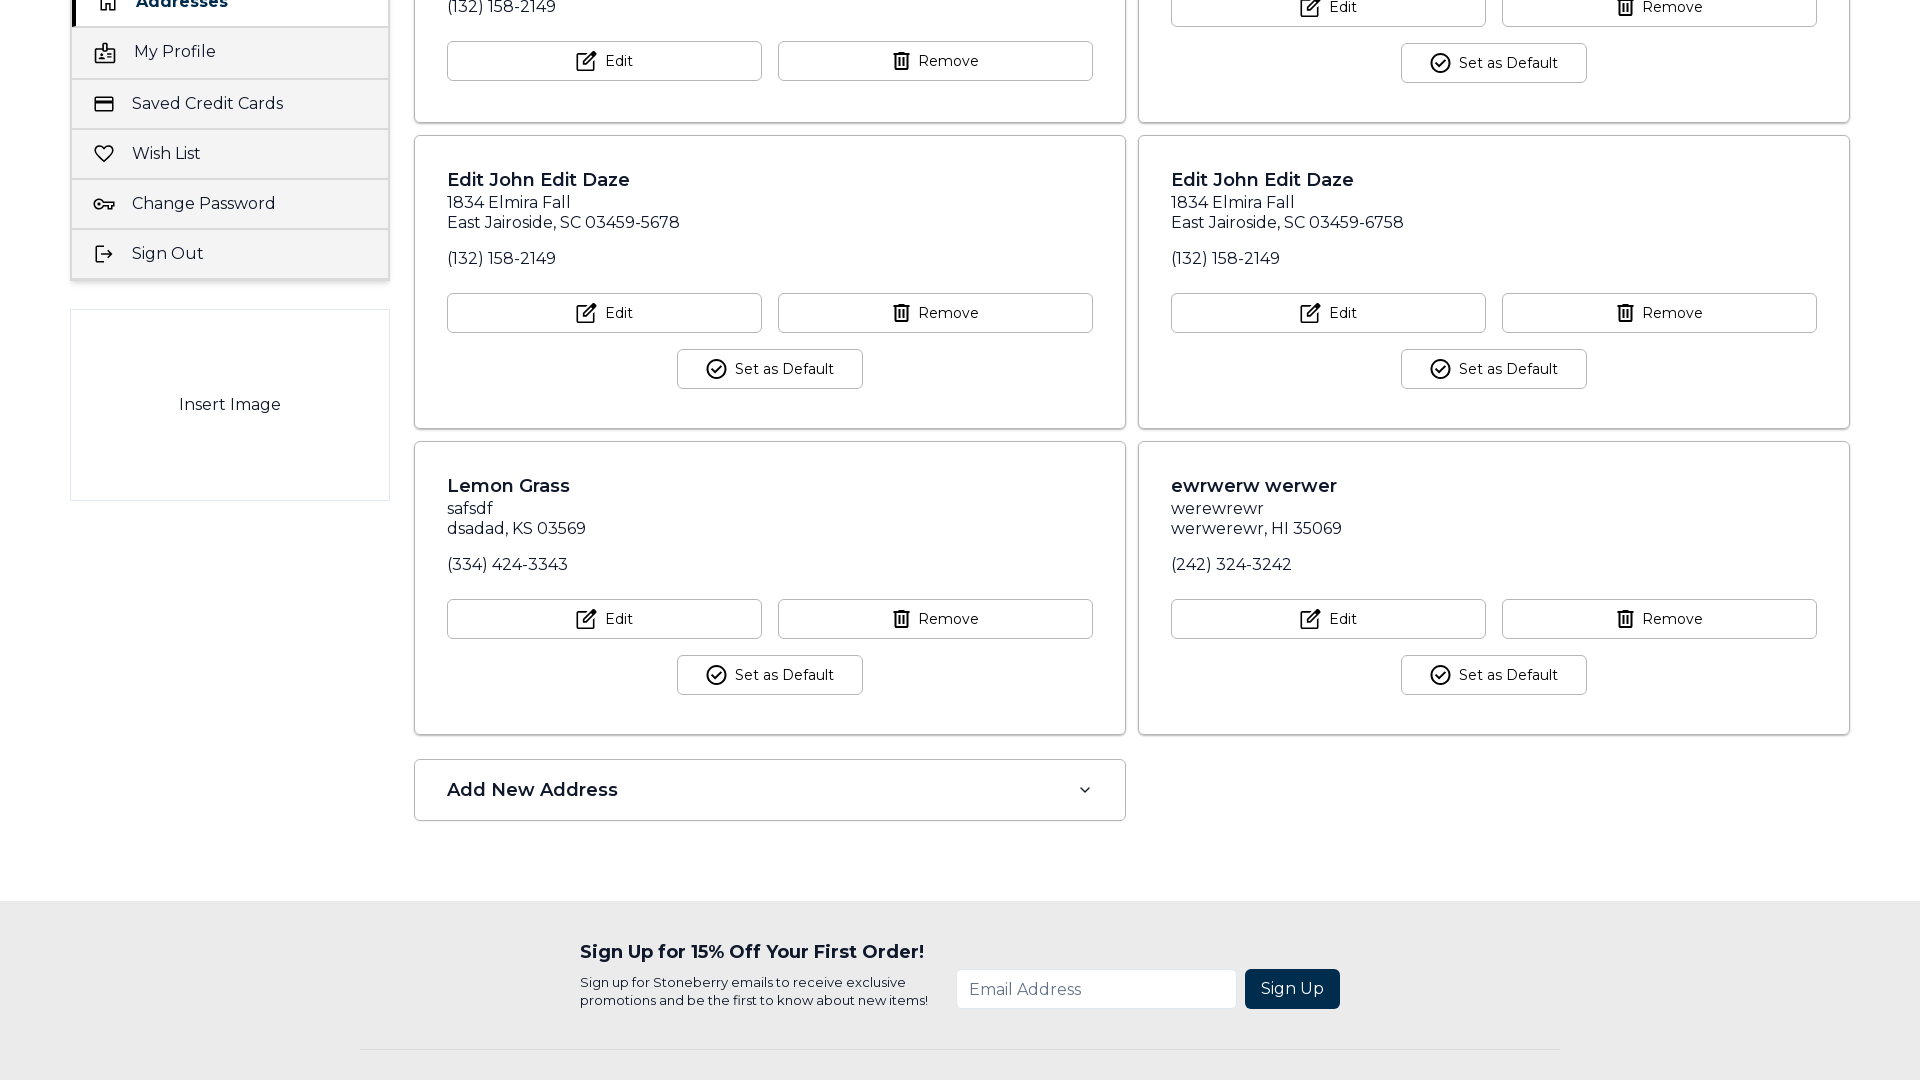 Addresses
My Profile
Saved Credit Cards
Wish List
Change Password
Sign Out
Insert Image
(132) 158-2149
Edit
Remove
Edit
Remove
Set as Default
Edit John Edit Daze
1834 Elmira Fall
East Jairoside, SC 03459-5678
(132) 158-2149
Edit
Remove
Set as Default
Edit John Edit Daze
1834 Elmira Fall
East Jairoside, SC 03459-6758
(132) 158-2149
Edit
Remove
Set as Default
Lemon Grass
safsdf
dsadad, KS 03569
(334) 424-3343
Edit
Remove
Set as Default
ewrwerw werwer
werewrewr
werwerewr, HI 35069
(242) 324-3242
Edit
Remove
Set as Default
Add New Address
Sign Up for 15% Off Your First Order!
Sign up for Stoneberry emails to receive exclusive
promotions and be the first to know about new items!
Email Address
Sign Up